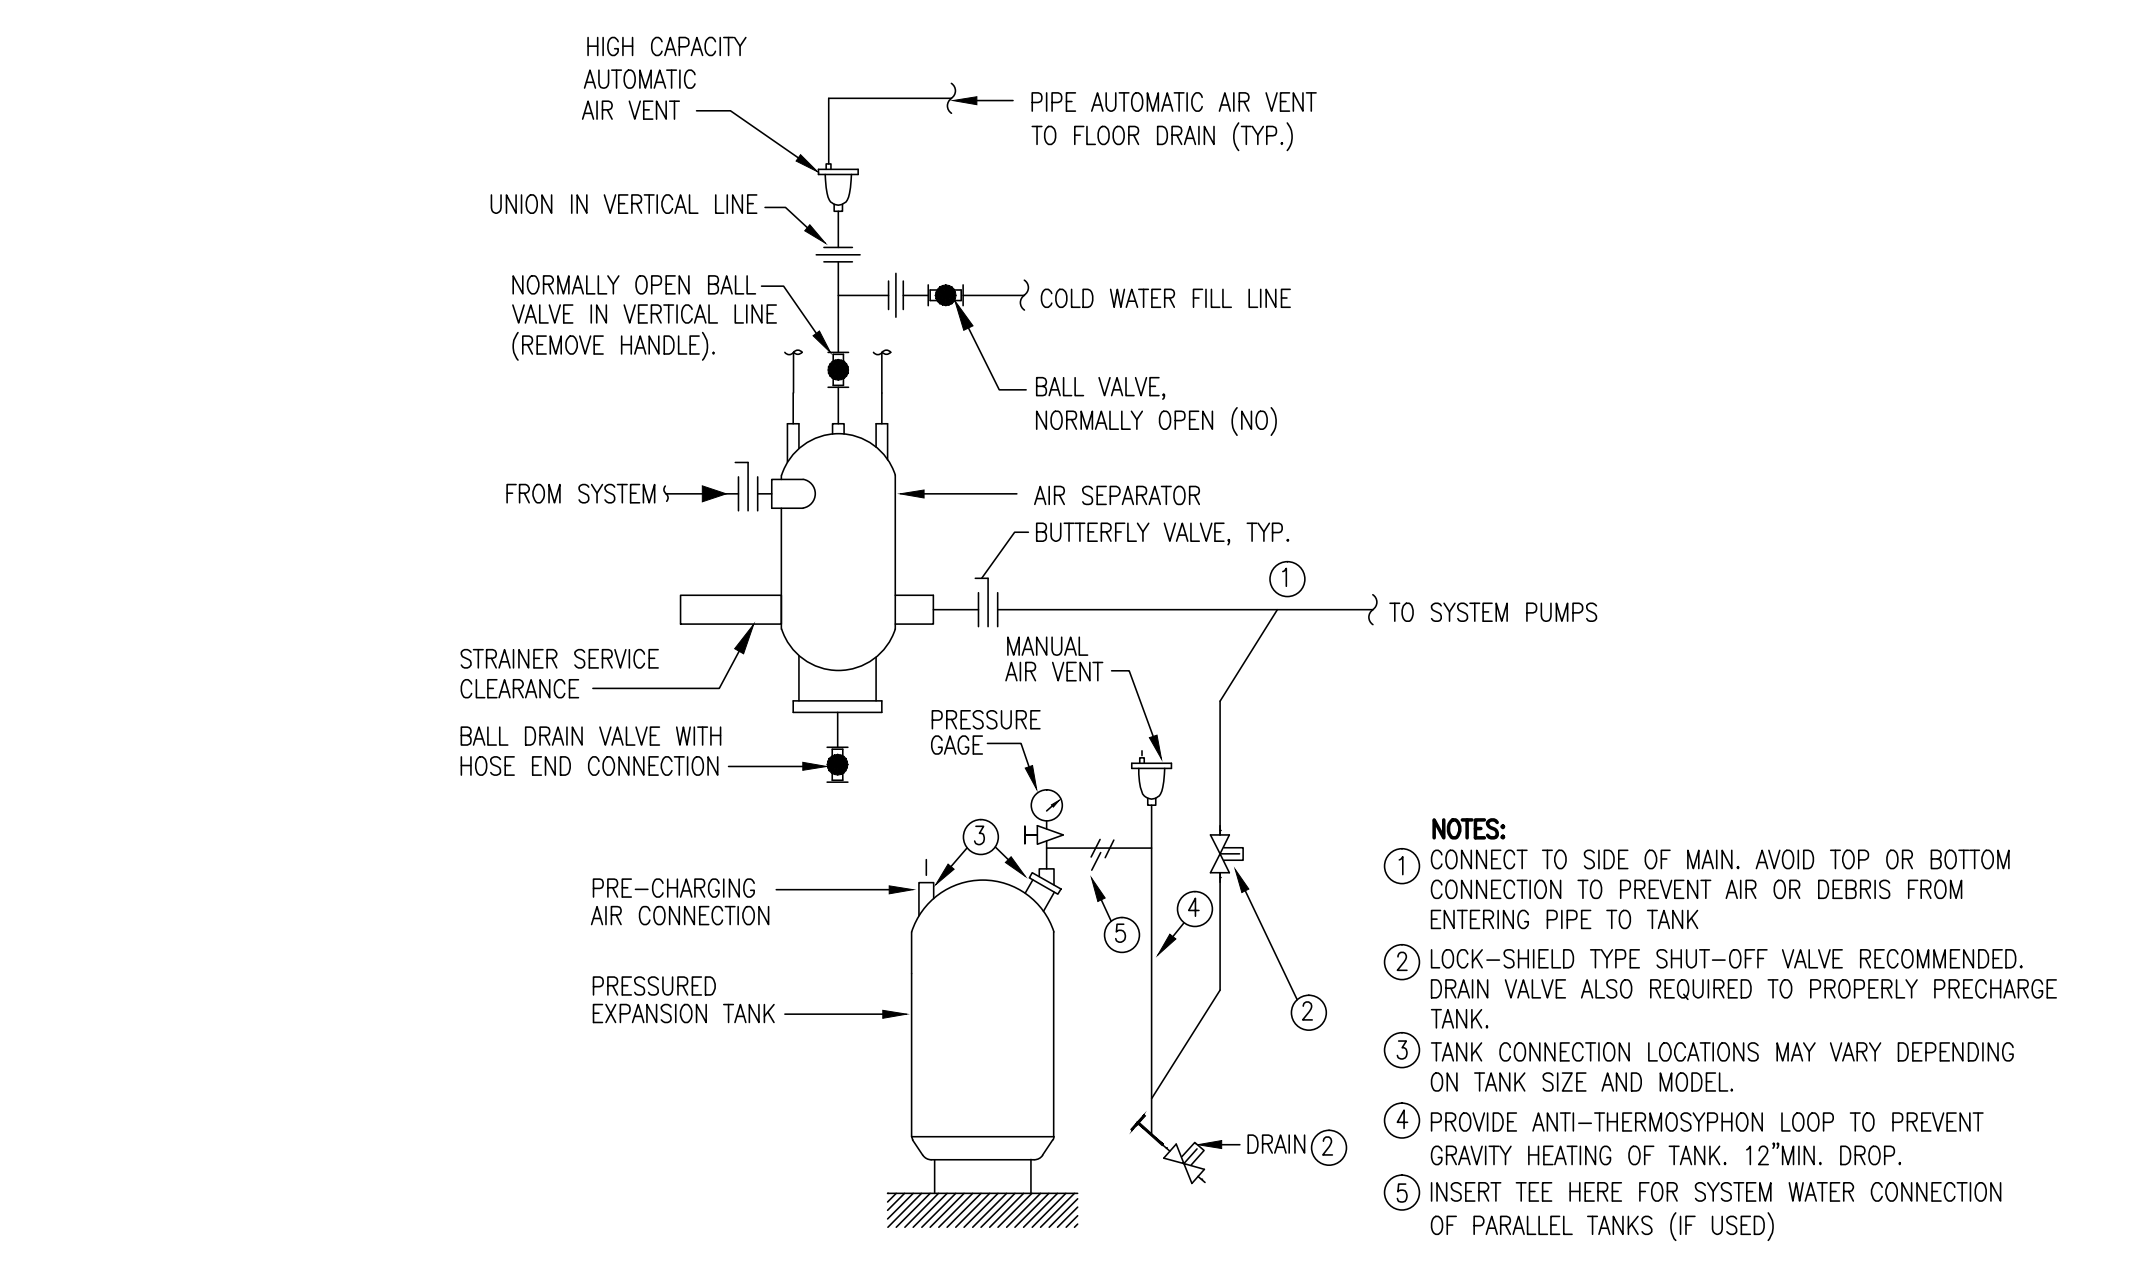 HIGH CAPACITY
AUTOMATIC
AIR VENT
PIPE AUTOMATIC AIR VENT
TO FLOOR DRAIN (TYP.)
UNION IN VERTICAL LINE
NORMALLY OPEN BALL
VALVE IN VERTICAL LINE
(REMOVE HANDLE).
COLD WATER FILL LINE
BALL VALVE,
NORMALLY OPEN (NO)
FROM SYSTEM
AIR SEPARATOR
BUTTERFLY VALVE, TYP.
1
TO SYSTEM PUMPS
STRAINER SERVICE
CLEARANCE
MANUAL
AIR VENT
PRESSURE
GAGE
BALL DRAIN VALVE WITH
HOSE END CONNECTION
3
PRE-CHARGING
AIR CONNECTION
4
5
PRESSURED
EXPANSION TANK
2
DRAIN 2
NOTES:
1 CONNECT TO SIDE OF MAIN. AVOID TOP OR BOTTOM
CONNECTION TO PREVENT AIR OR DEBRIS FROM
ENTERING PIPE TO TANK
2 LOCK-SHIELD TYPE SHUT-OFF VALVE RECOMMENDED.
DRAIN VALVE ALSO REQUIRED TO PROPERLY PRECHARGE
TANK.
3 TANK CONNECTION LOCATIONS MAY VARY DEPENDING
ON TANK SIZE AND MODEL.
4 PROVIDE ANTI-THERMOSYPHON LOOP TO PREVENT
GRAVITY HEATING OF TANK. 12"MIN. DROP.
5 INSERT TEE HERE FOR SYSTEM WATER CONNECTION
OF PARALLEL TANKS (IF USED)